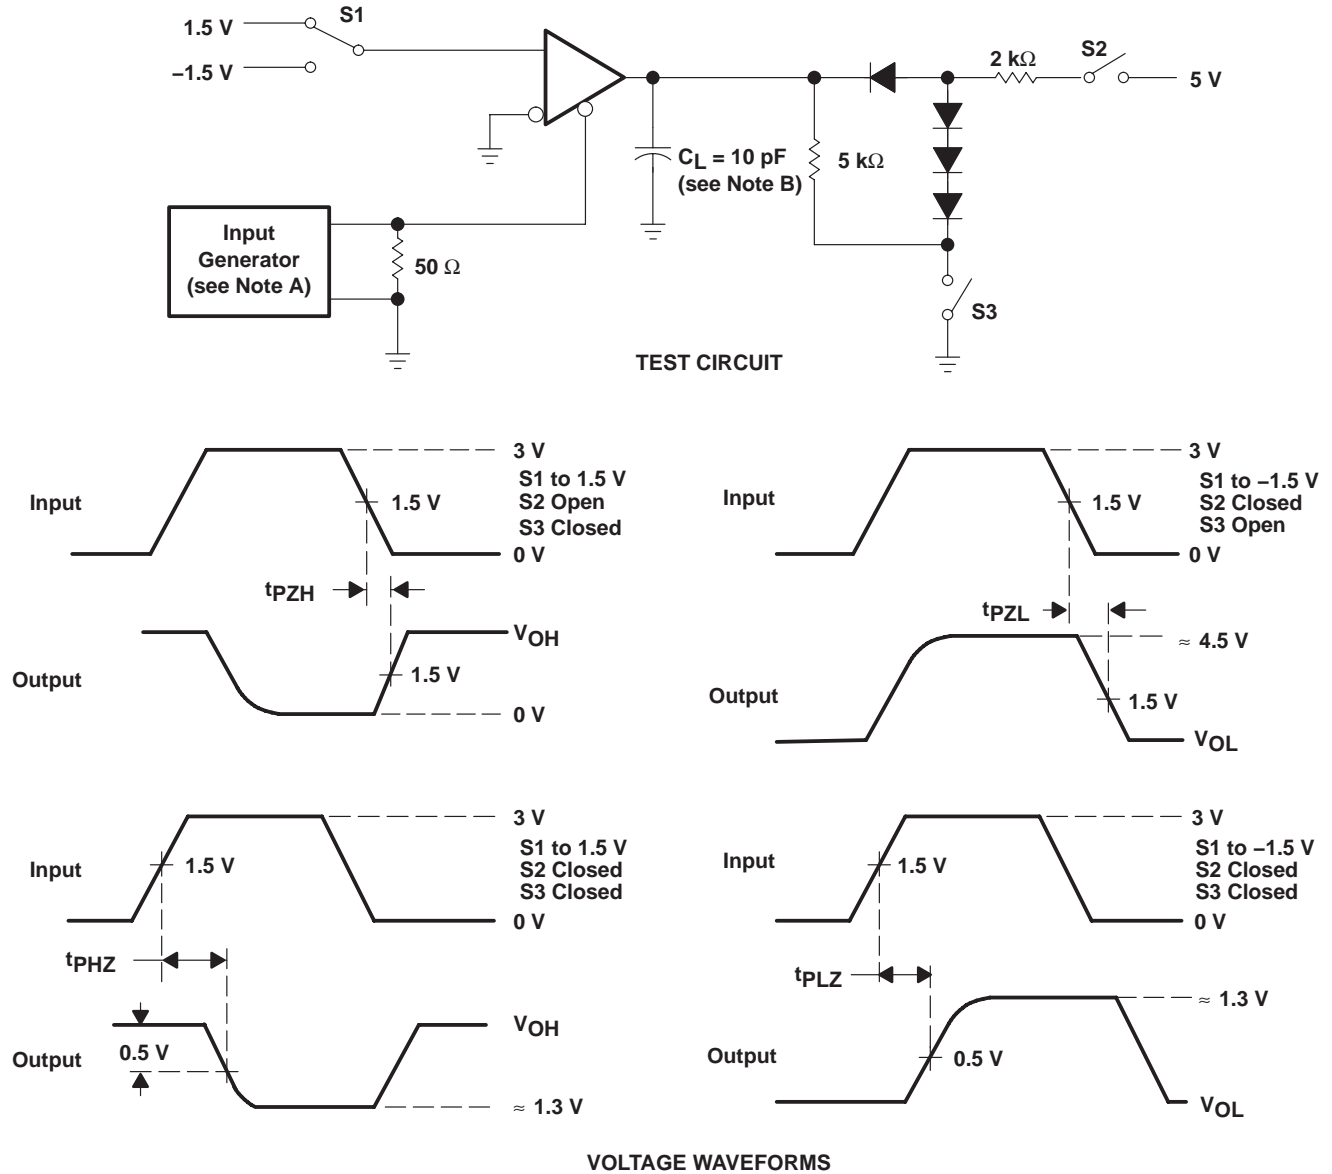 1.5 V
S1
–1.5 V
2 kΩ
S2
5 V
CL = 10 pF
(see Note B)
5 kΩ
Input
Generator
(see Note A)
50 Ω
S3
TEST CIRCUIT
Input
3 V
S1 to 1.5 V
S2 Open
S3 Closed
1.5 V
0 V
tPZH
VOH
Output
1.5 V
0 V
Input
3 V
S1 to –1.5 V
S2 Closed
S3 Open
1.5 V
0 V
tPZL
≈ 4.5 V
Output
1.5 V
VOL
Input
3 V
S1 to 1.5 V
S2 Closed
S3 Closed
1.5 V
0 V
tPHZ
VOH
Output
0.5 V
≈ 1.3 V
Input
3 V
S1 to –1.5 V
S2 Closed
S3 Closed
1.5 V
0 V
tPLZ
≈ 1.3 V
Output
0.5 V
VOL
VOLTAGE WAVEFORMS